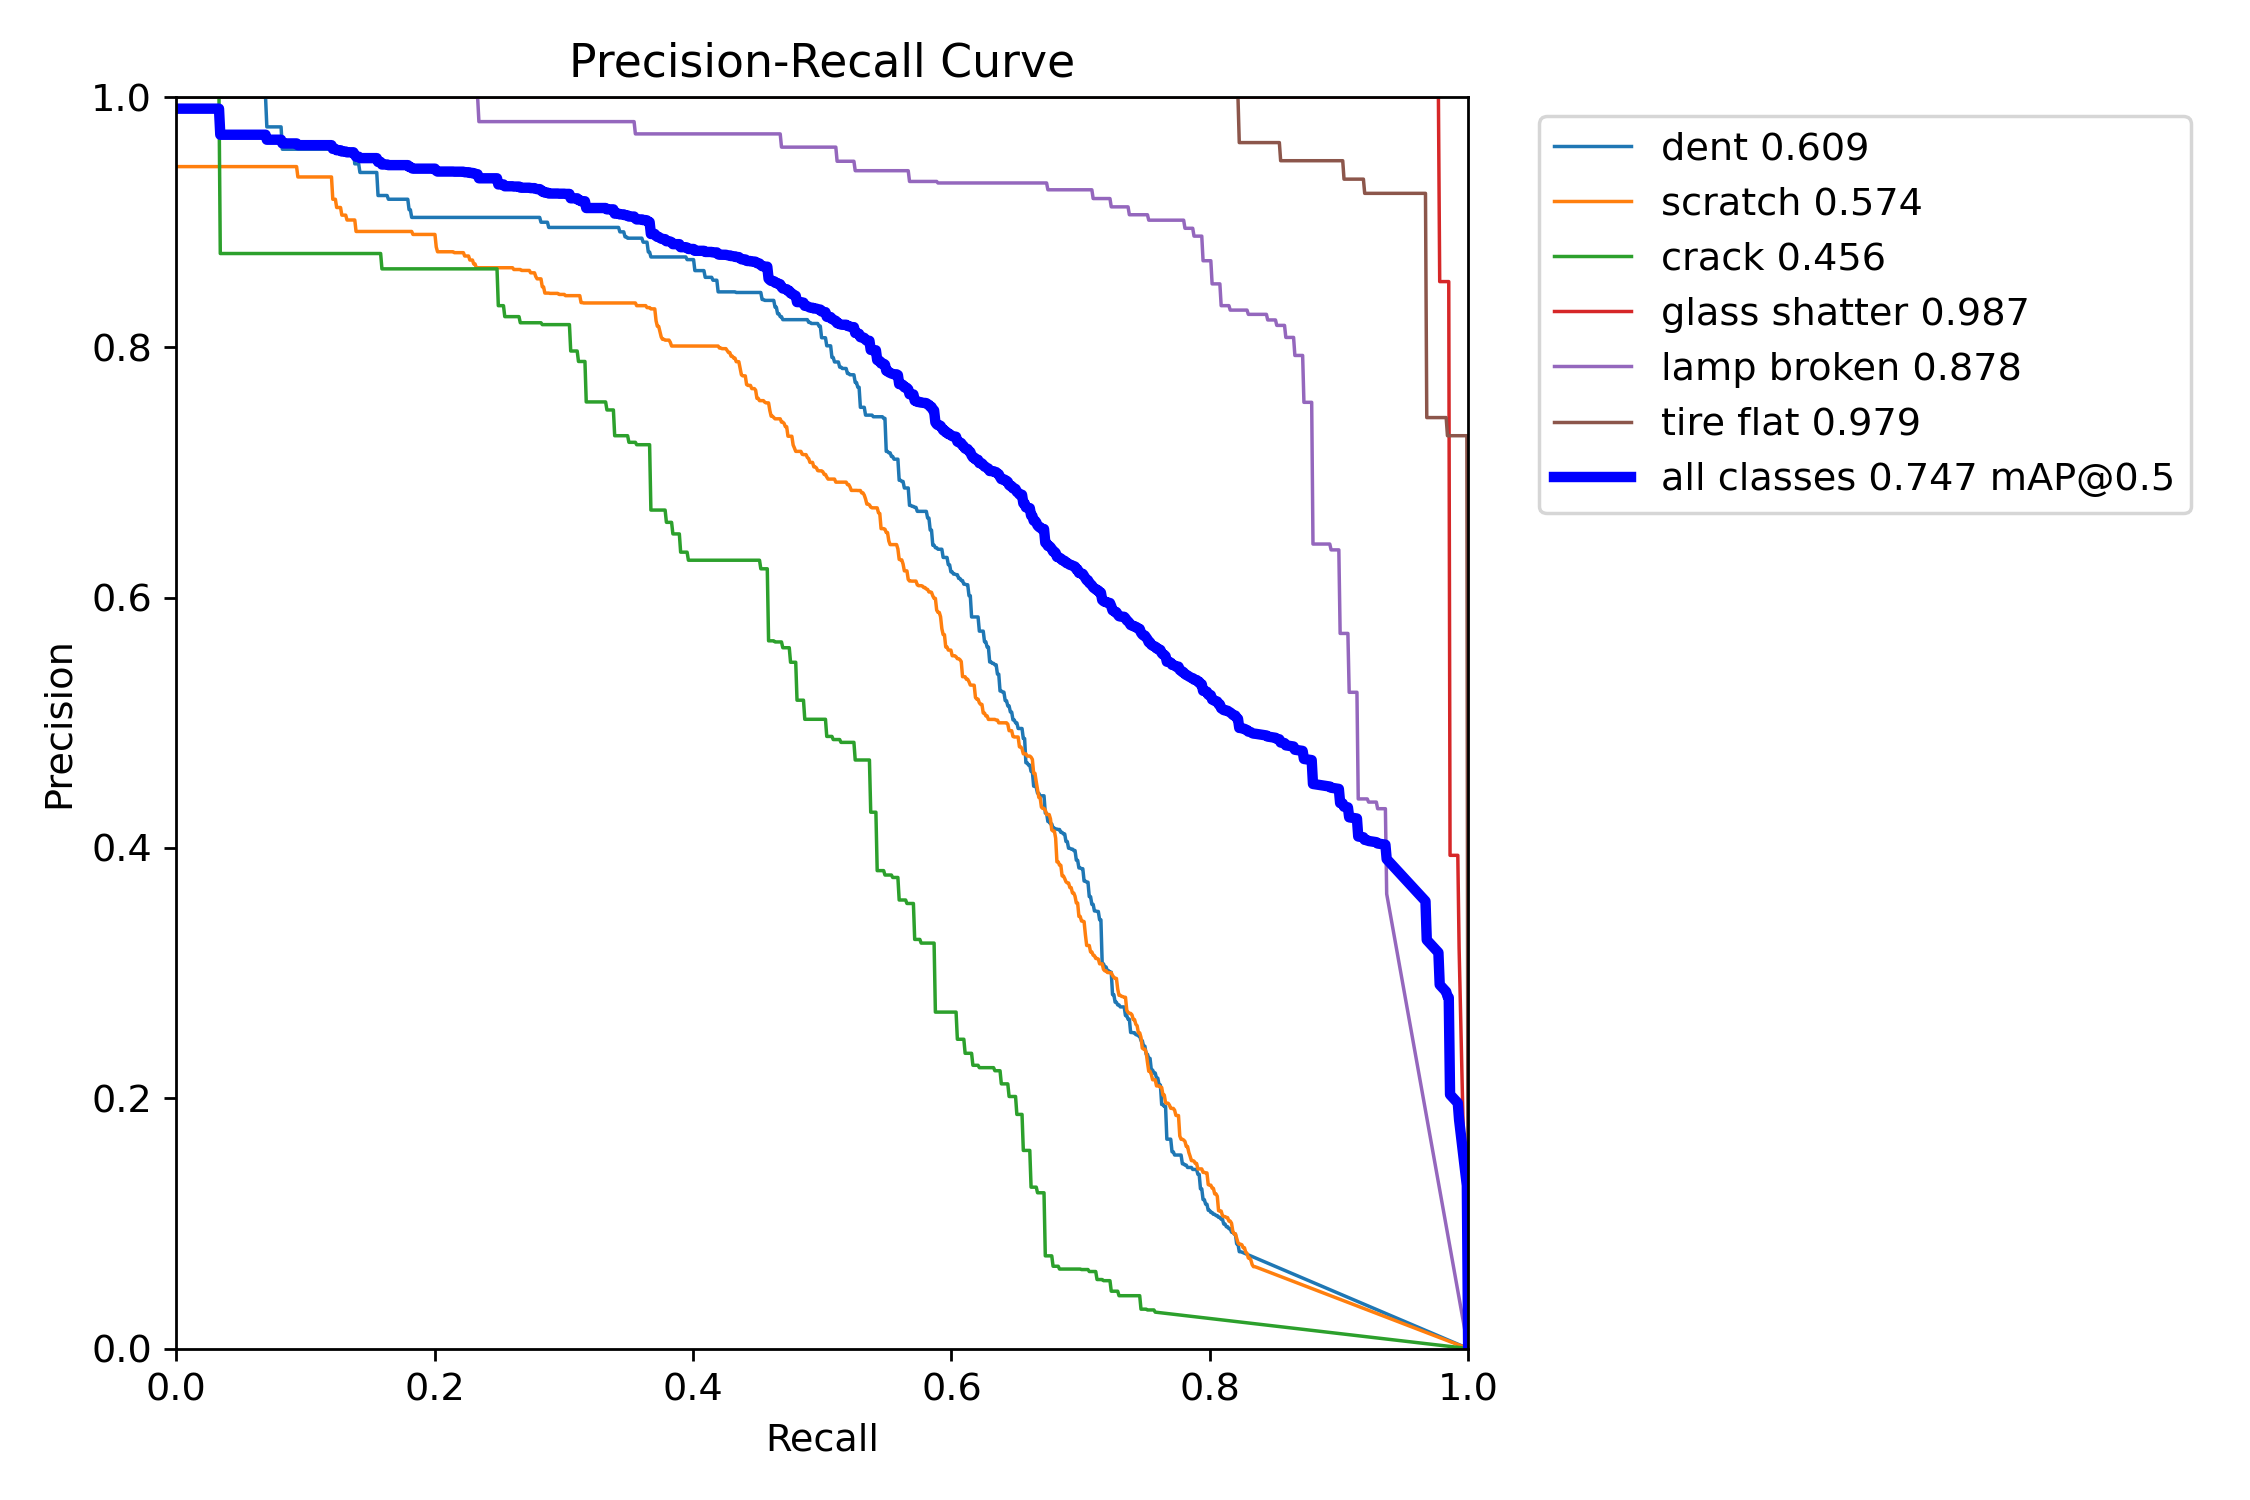 Precision-Recall Curve
1.0
0.8
0.6
0.4
0.2
0.0
Precision
0.0 0.2 0.4 0.6 0.8 1.0
Recall
dent 0.609
scratch 0.574
crack 0.456
glass shatter 0.987
lamp broken 0.878
tire flat 0.979
all classes 0.747 mAP@0.5